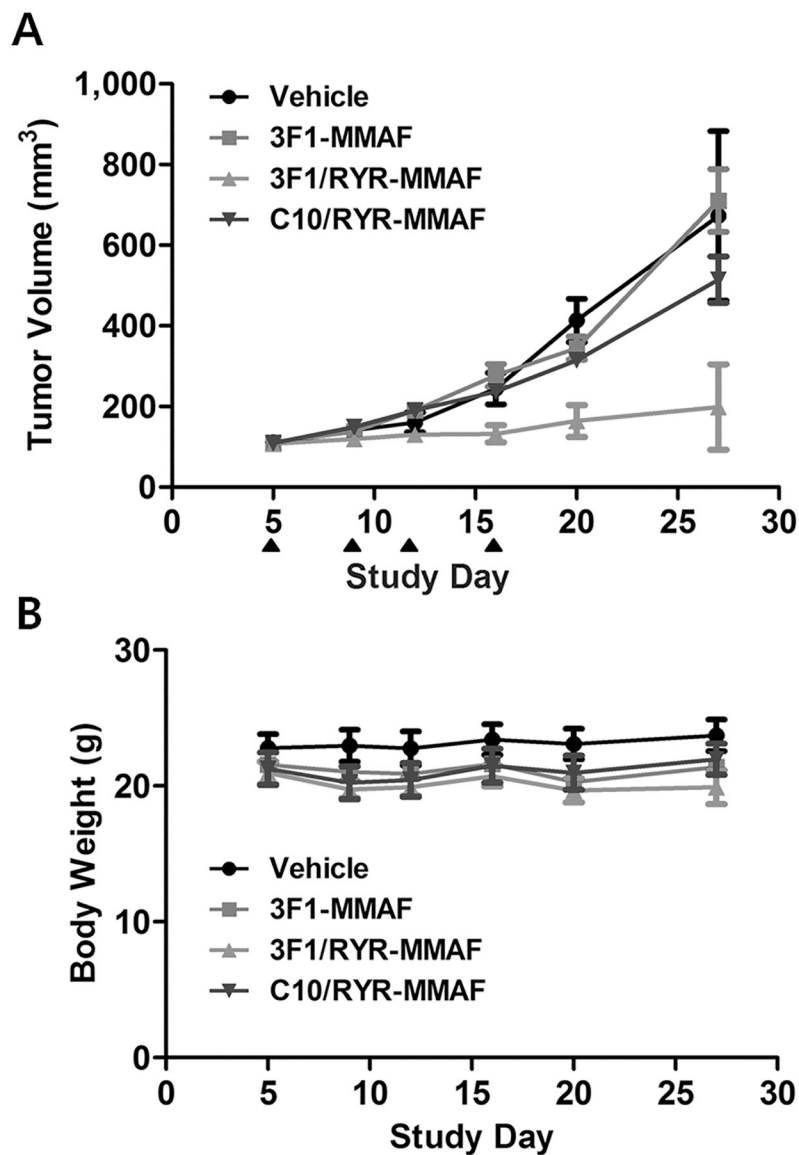 A
Tumor Volume (mm³)
1,000
800
600
400
200
0
Vehicle
3F1-MMAF
3F1/RYR-MMAF
C10/RYR-MMAF
0 5 10 15 20 25 30
Study Day
B
Body Weight (g)
30
20
10
0
Vehicle
3F1-MMAF
3F1/RYR-MMAF
C10/RYR-MMAF
0 5 10 15 20 25 30
Study Day